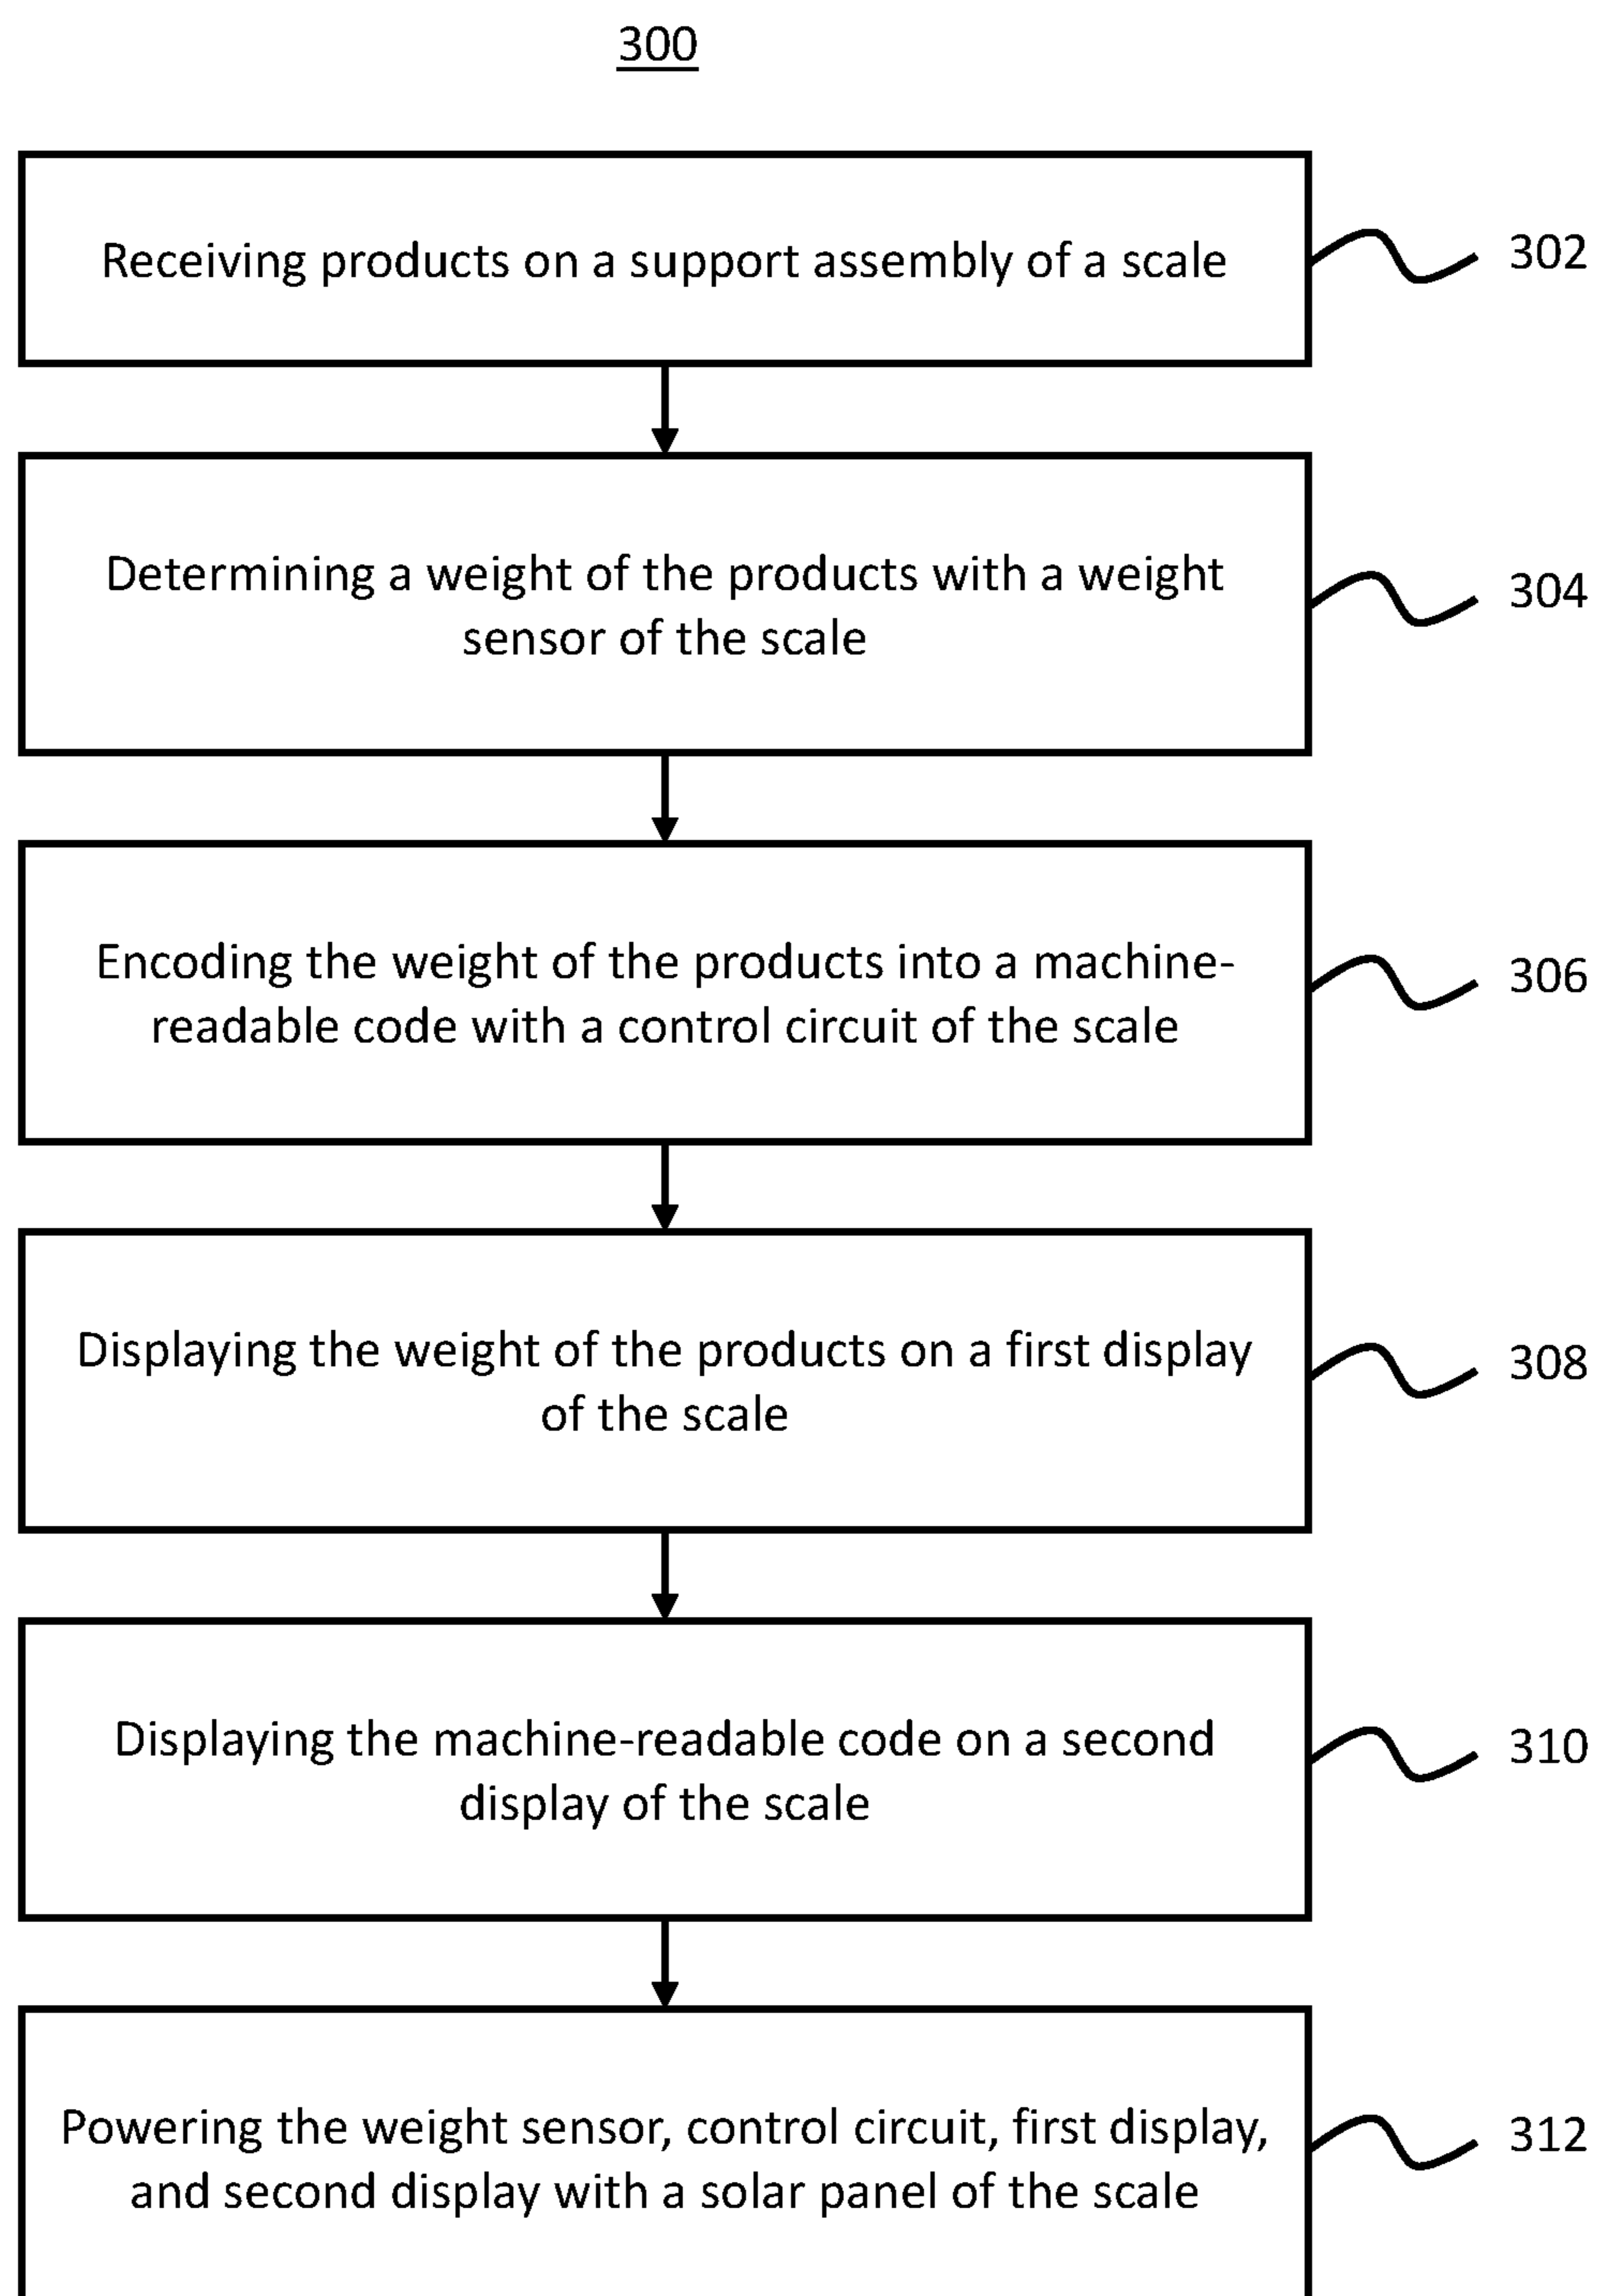 300
Receiving products on a support assembly of a scale
302
Determining a weight of the products with a weight
sensor of the scale
304
Encoding the weight of the products into a machine-
readable code with a control circuit of the scale
306
Displaying the weight of the products on a first display
of the scale
308
Displaying the machine-readable code on a second
display of the scale
310
Powering the weight sensor, control circuit, first display,
and second display with a solar panel of the scale
312